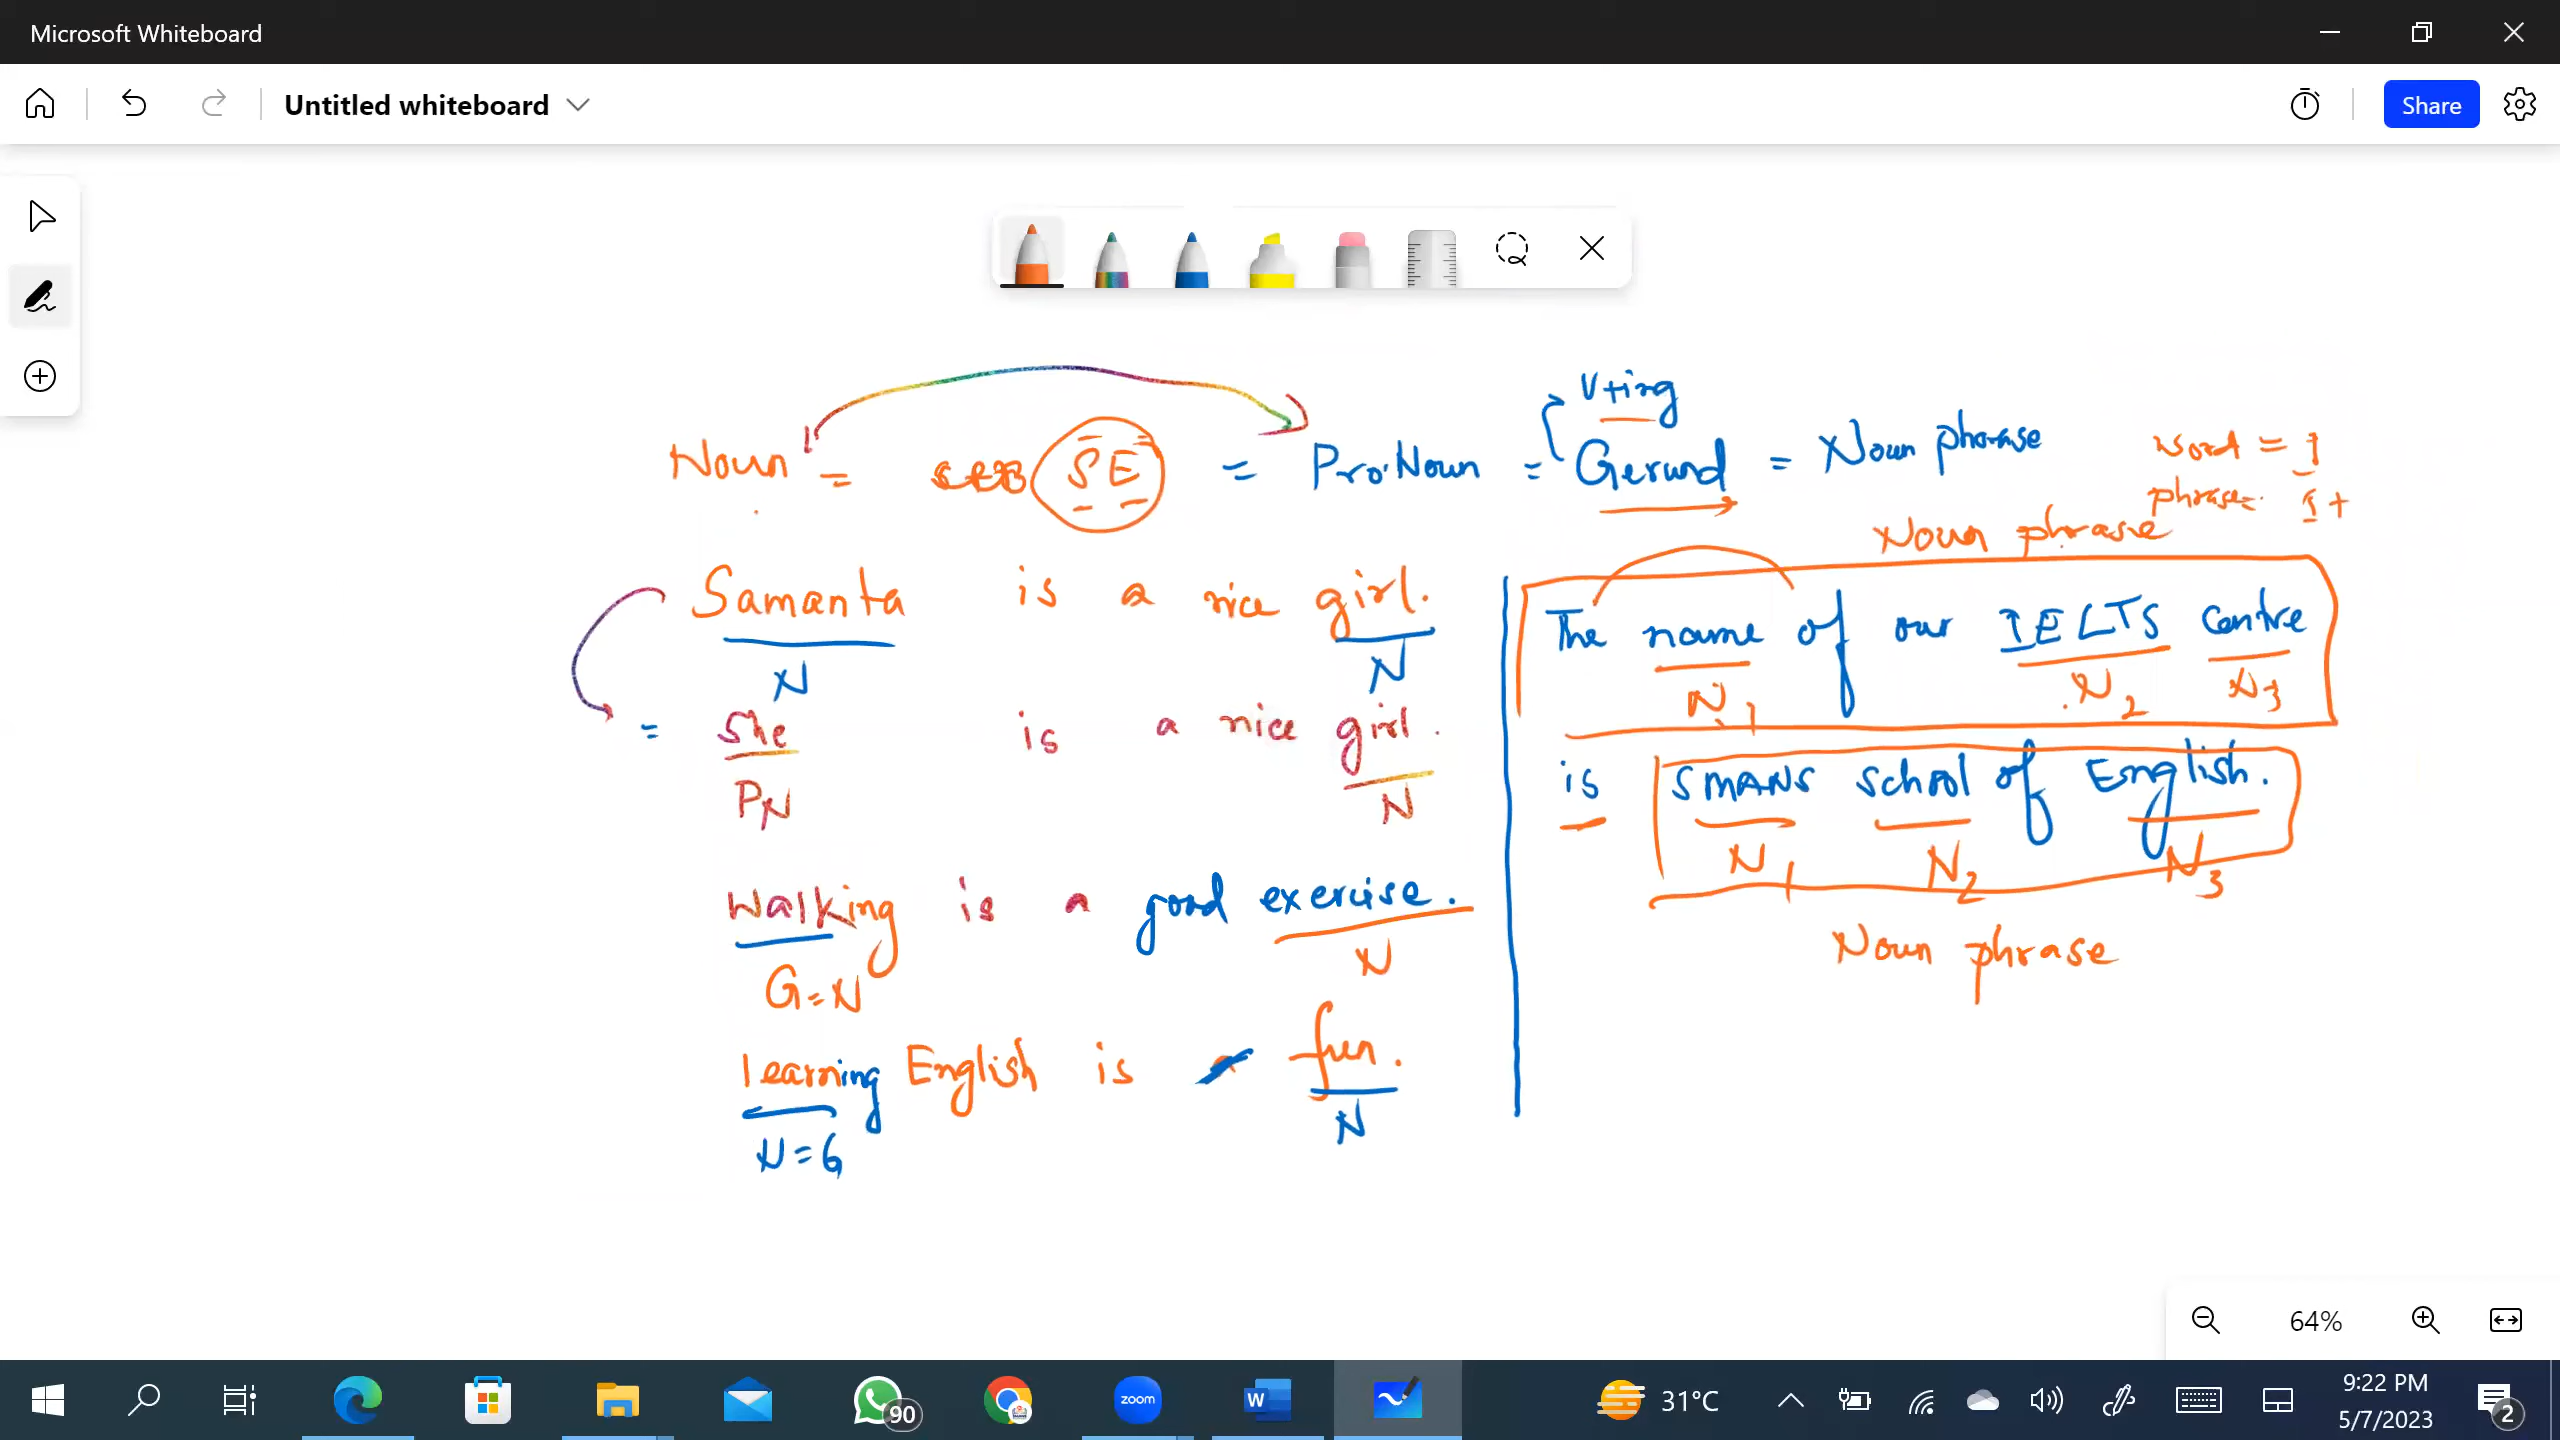 Microsoft Whiteboard
Untitled whiteboard
Share
V+ing
Noun = SE = Pro.Noun = Gerund = Noun phrase
word = 1
phrase = 1+
Noun phrase
Samanta is a nice girl.
N N
= She is a nice girl.
PN N
Walking is a good exercise.
G=N N
learning English is fun.
N=G N
The name of our IELTS Centre
N1 N2 N3
is SMANS school of English.
N1 N2 N3
Noun phrase
64%
90
zoom
W
31°C
9:22 PM
5/7/2023
2